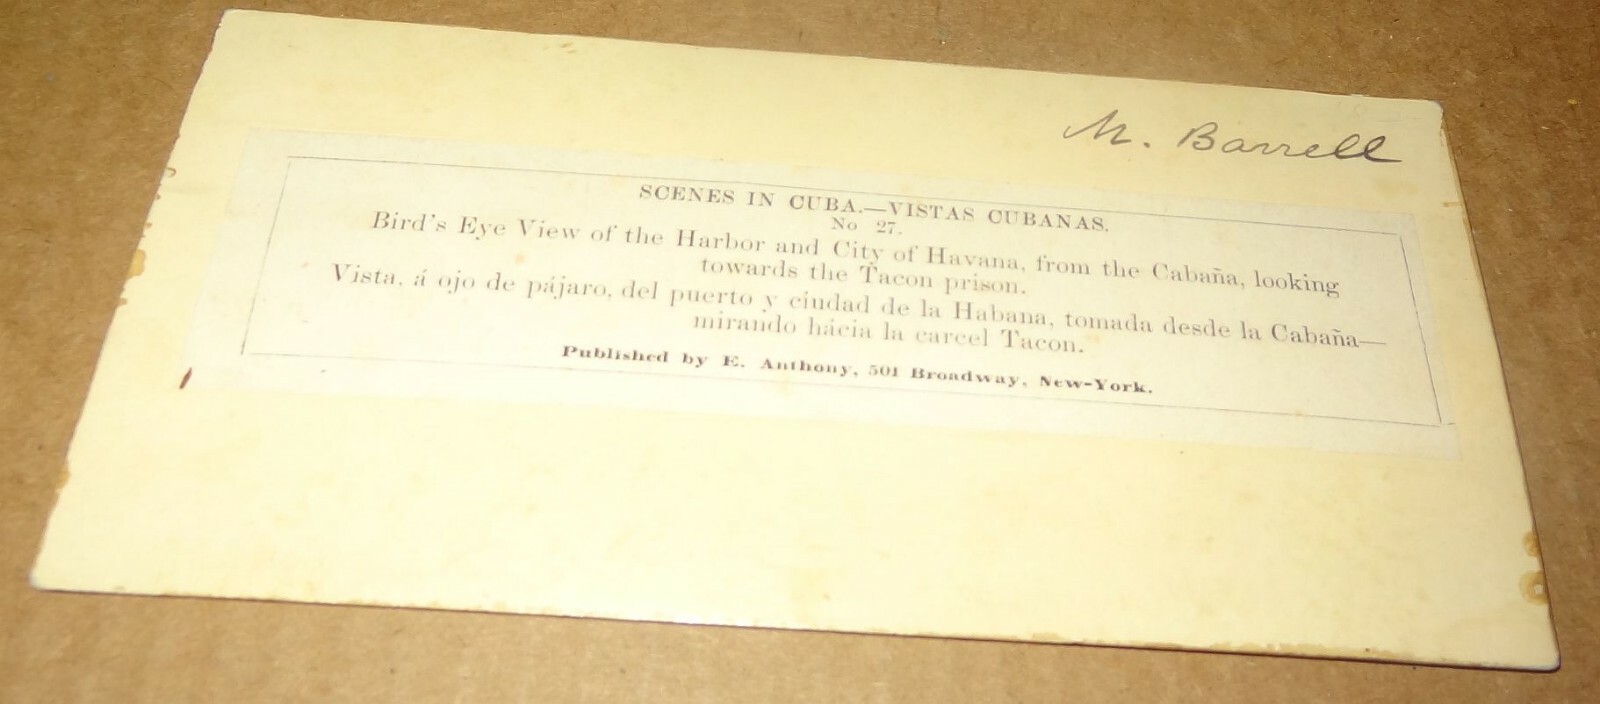 M. Barrell
SCENES IN CUBA.—VISTAS CUBANAS.
No 27.
Bird's Eye View of the Harbor and City of Havana, from the Cabaña, looking
towards the Tacon prison.
Vista, á ojo de pájaro, del puerto y ciudad de la Habana, tomada desde la Cabaña—
mirando hácia la carcel Tacon.
Published by E. Anthony, 501 Broadway, New-York.